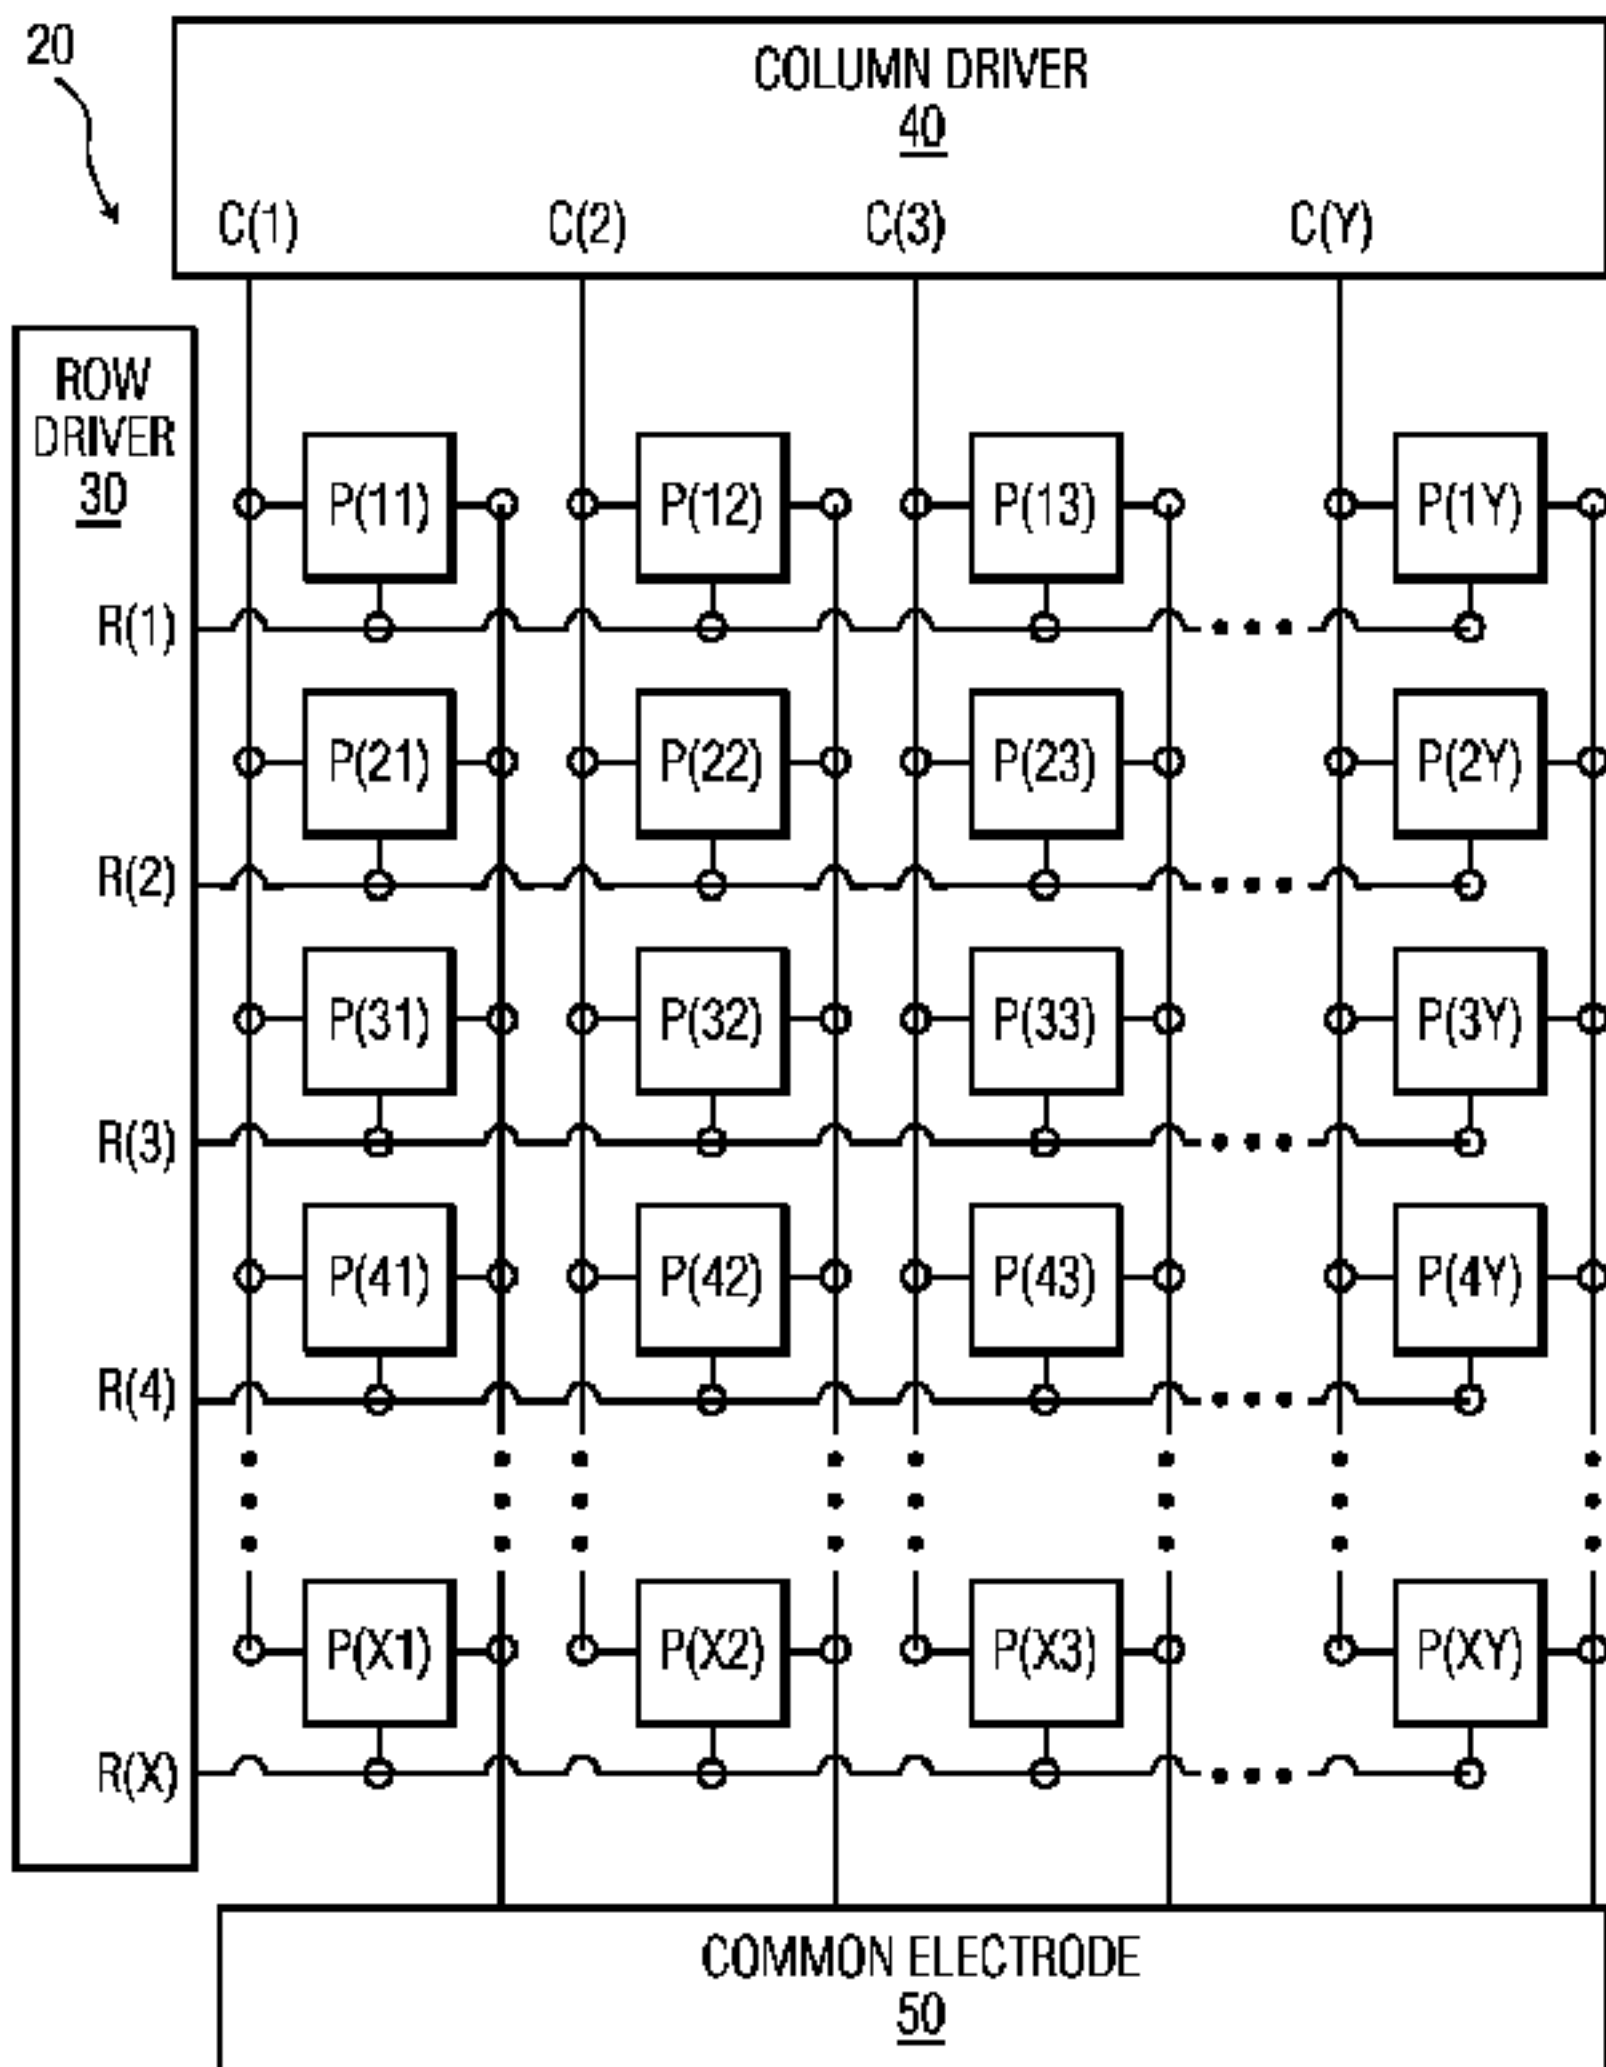 20
COLUMN DRIVER
40
C(1) C(2) C(3) C(Y)
ROW
DRIVER
30
P(11) P(12) P(13) P(1Y)
R(1)
P(21) P(22) P(23) P(2Y)
R(2)
P(31) P(32) P(33) P(3Y)
R(3)
P(41) P(42) P(43) P(4Y)
R(4)
P(X1) P(X2) P(X3) P(XY)
R(X)
COMMON ELECTRODE
50